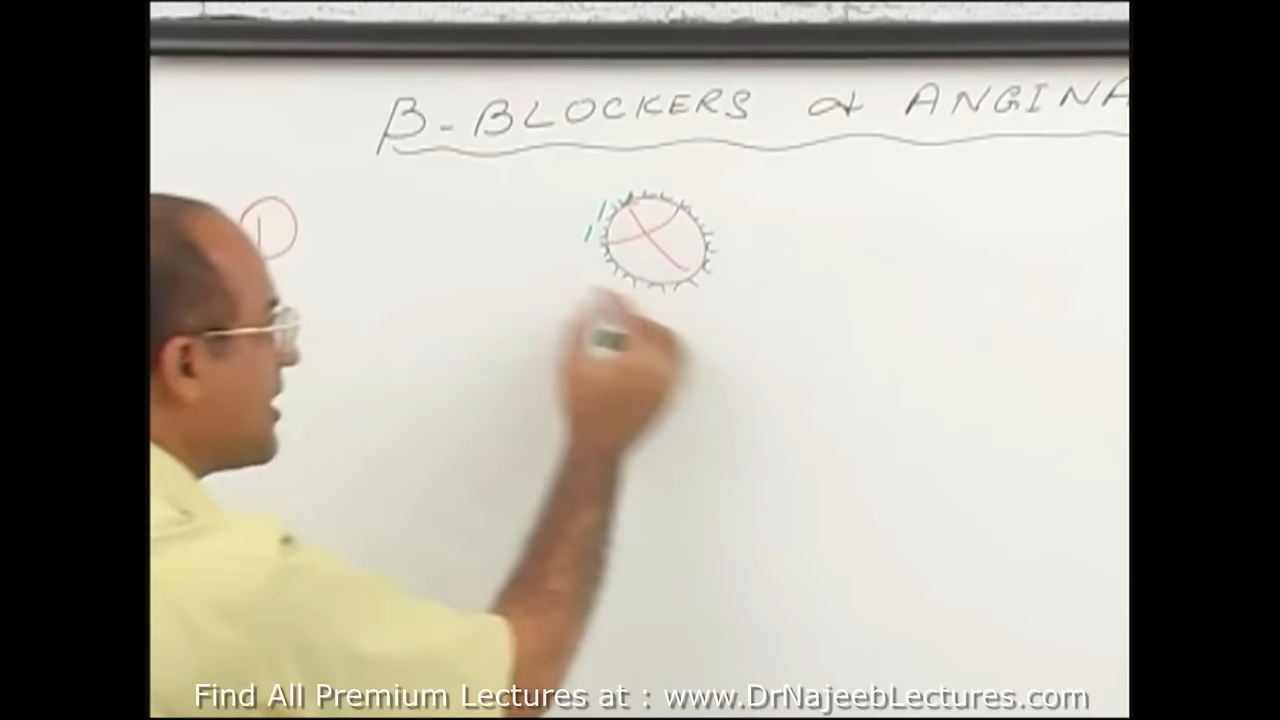 β-BLOCKERS & ANGINA
1
Find All Premium Lectures at : www.DrNajeebLectures.com